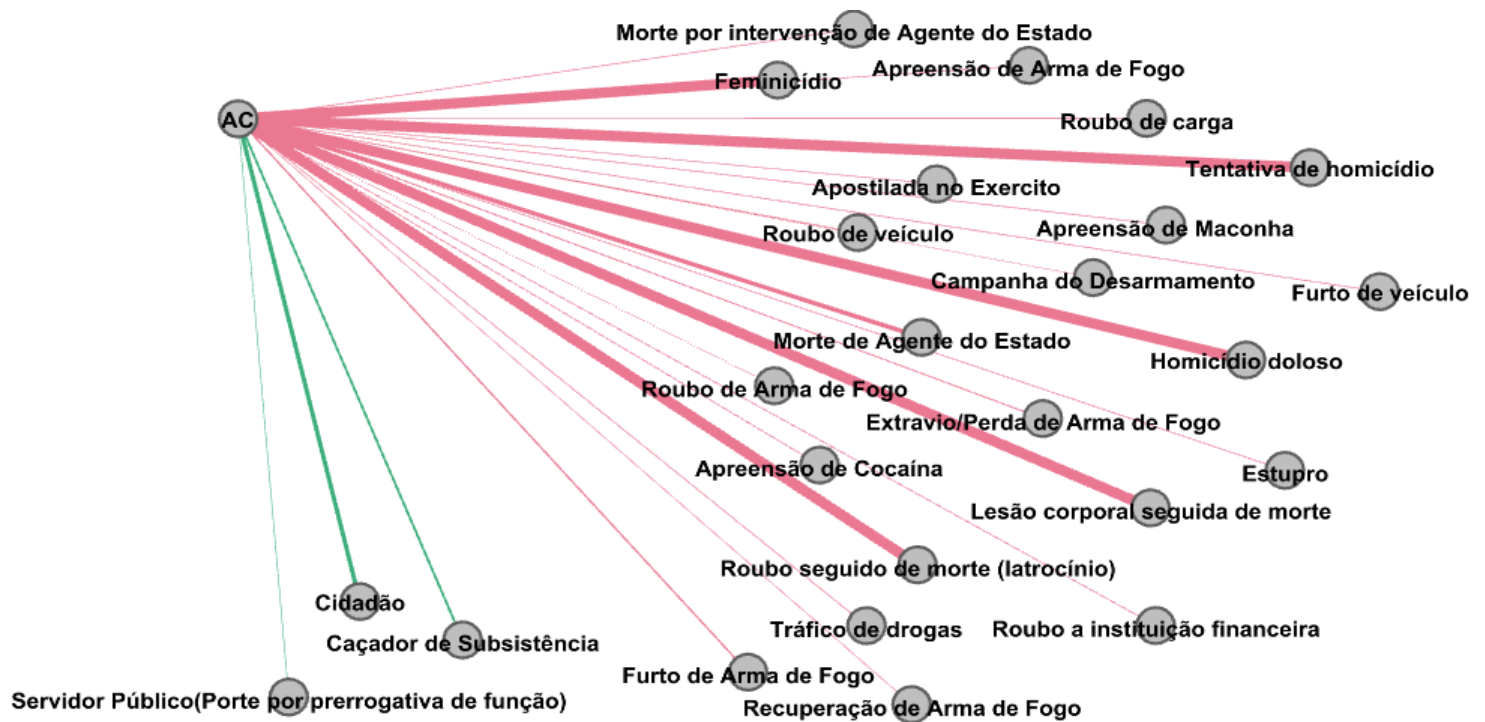 Morte por intervenção de Agente do Estado
Apreensão de Arma de Fogo
Feminicídio
AC
Roubo de carga
Tentativa de homicídio
Apostilada no Exercito
Apreensão de Maconha
Roubo de veículo
Campanha do Desarmamento
Furto de veículo
Morte de Agente do Estado
Homicídio doloso
Roubo de Arma de Fogo
Extravio/Perda de Arma de Fogo
Apreensão de Cocaína
Estupro
Lesão corporal seguida de morte
Roubo seguido de morte (latrocínio)
Cidadão
Tráfico de drogas
Roubo a instituição financeira
Caçador de Subsistência
Furto de Arma de Fogo
Servidor Público(Porte por prerrogativa de função)
Recuperação de Arma de Fogo